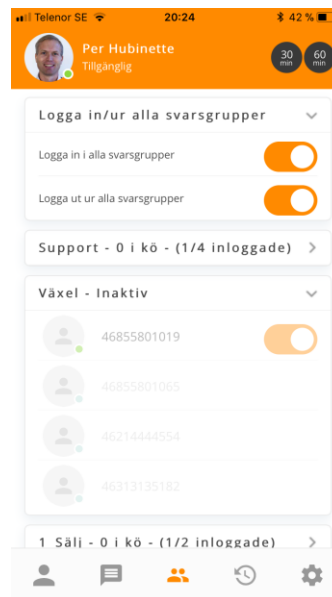 Telenor SE 20:24 42 %
Per Hubinette
Tillgänglig
30 min 60 min
Logga in/ur alla svarsgrupper
Logga in i alla svarsgrupper
Logga ut ur alla svarsgrupper
Support - 0 i kö - (1/4 inloggade)
Växel - Inaktiv
46855801019
46855801065
46214444554
46313135182
1 Sälj - 0 i kö - (1/2 inloggade)